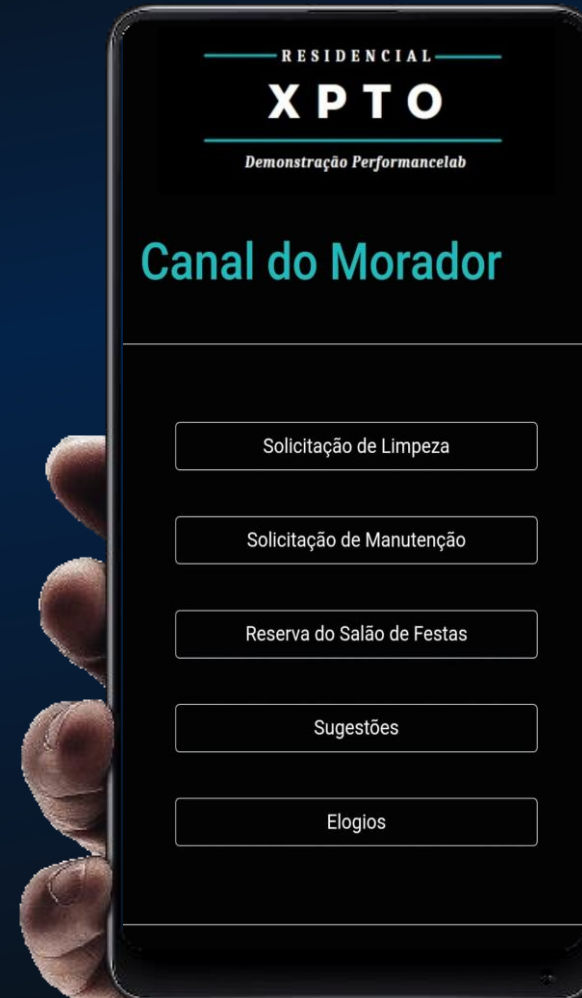 RESIDENCIAL
XPTO
Demonstração Performancelab
Canal do Morador
Solicitação de Limpeza
Solicitação de Manutenção
Reserva do Salão de Festas
Sugestões
Elogios